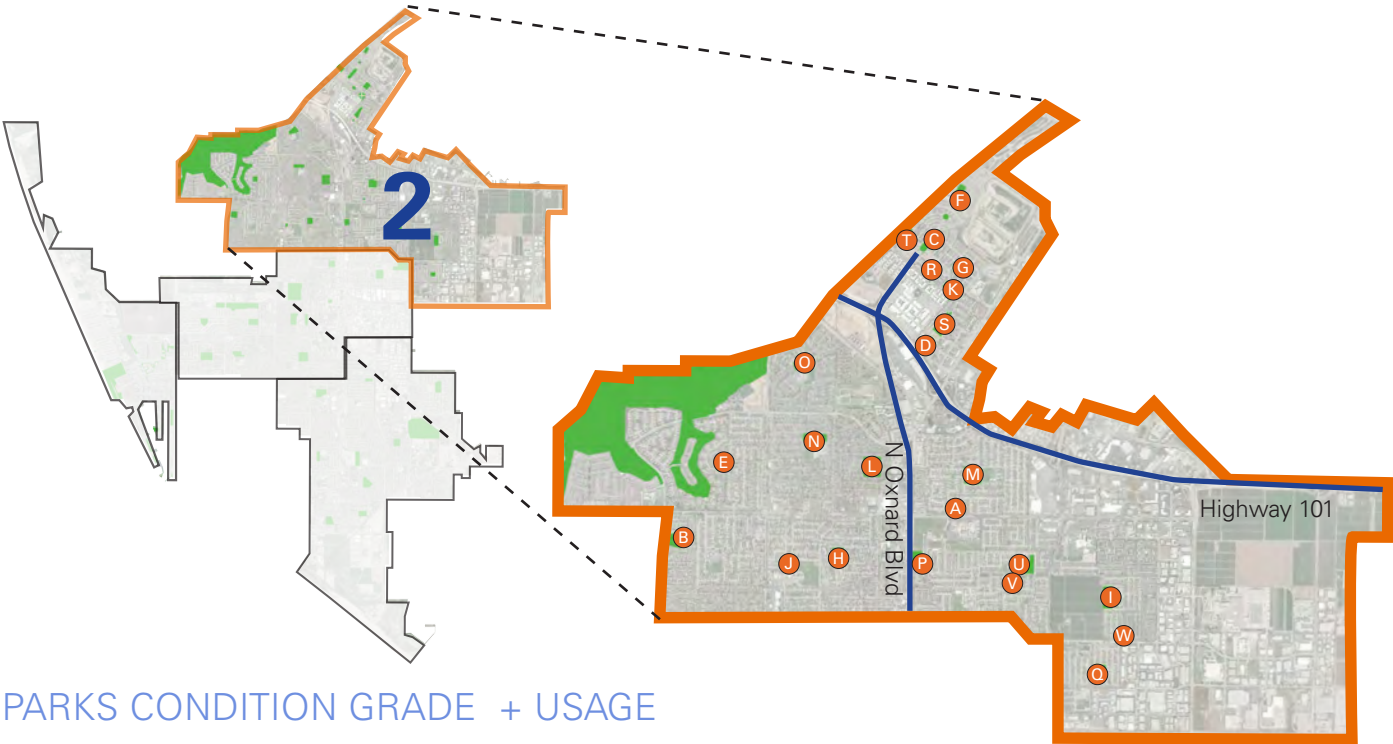 2
F
T
C
R
G
K
S
D
O
N
L
E
M
A
N Oxnard Blvd
Highway 101
B
J
H
P
U
V
I
W
Q
PARKS CONDITION GRADE + USAGE